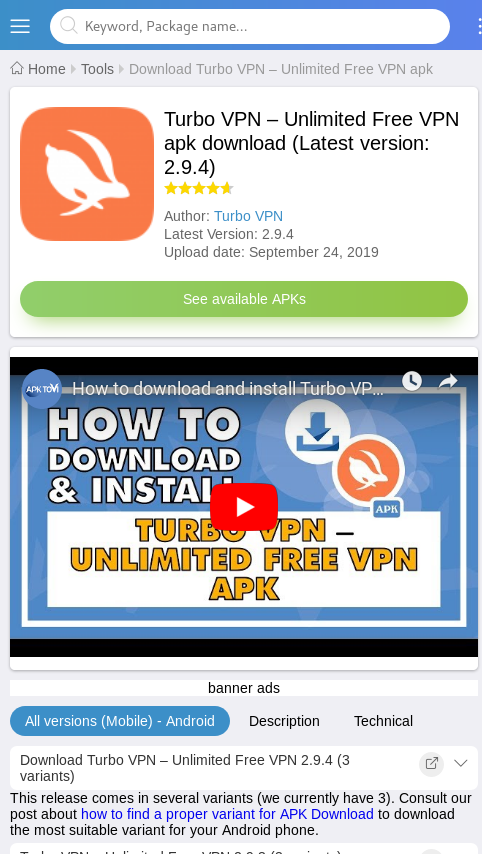 Keyword, Package name...
Home Tools Download Turbo VPN – Unlimited Free VPN apk
Turbo VPN – Unlimited Free VPN
apk download (Latest version:
2.9.4)
Author: Turbo VPN
Latest Version: 2.9.4
Upload date: September 24, 2019
See available APKs
APK TOVI
How to download and install Turbo VP...
HOW TO
DOWNLOAD
& INSTALL
APK
TURBO VPN –
UNLIMITED FREE VPN
APK
banner ads
All versions (Mobile) - Android Description Technical
Download Turbo VPN – Unlimited Free VPN 2.9.4 (3
variants)
This release comes in several variants (we currently have 3). Consult our
post about how to find a proper variant for APK Download to download
the most suitable variant for your Android phone.